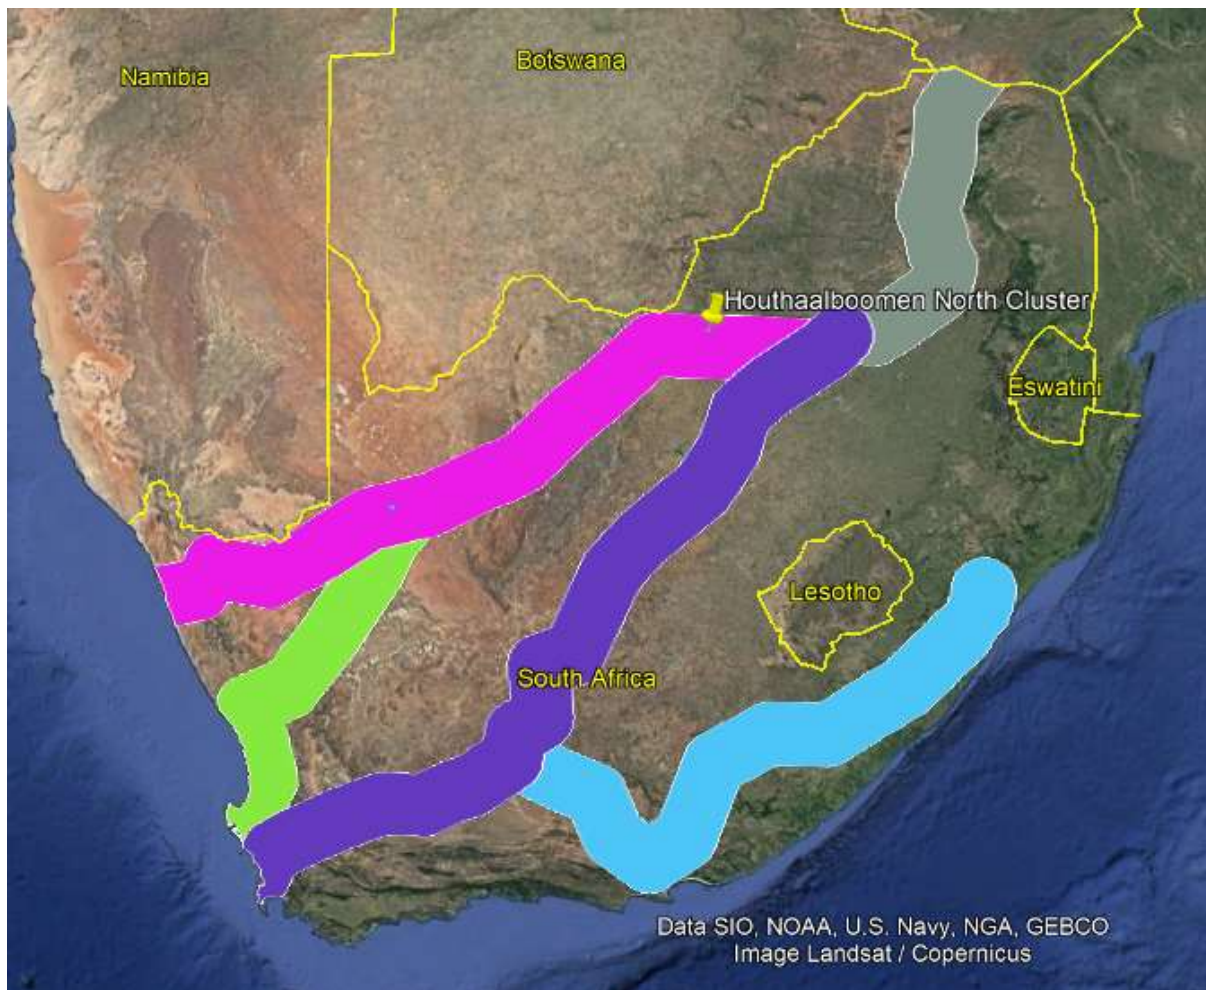 Botswana
Namibia
Houthaalboomen North Cluster
Eswatini
Lesotho
South Africa
Data SIO, NOAA, U.S. Navy, NGA, GEBCO
Image Landsat / Copernicus